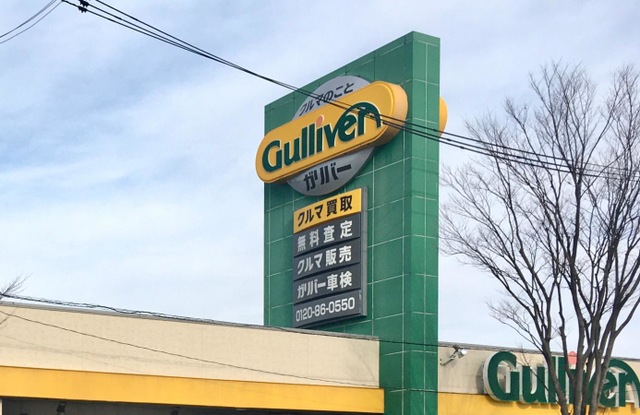 クルマのこと
Gulliver
ガリバー
クルマ買取
無料査定
クルマ販売
ガリバー車検
0120-86-0550
Gulliver